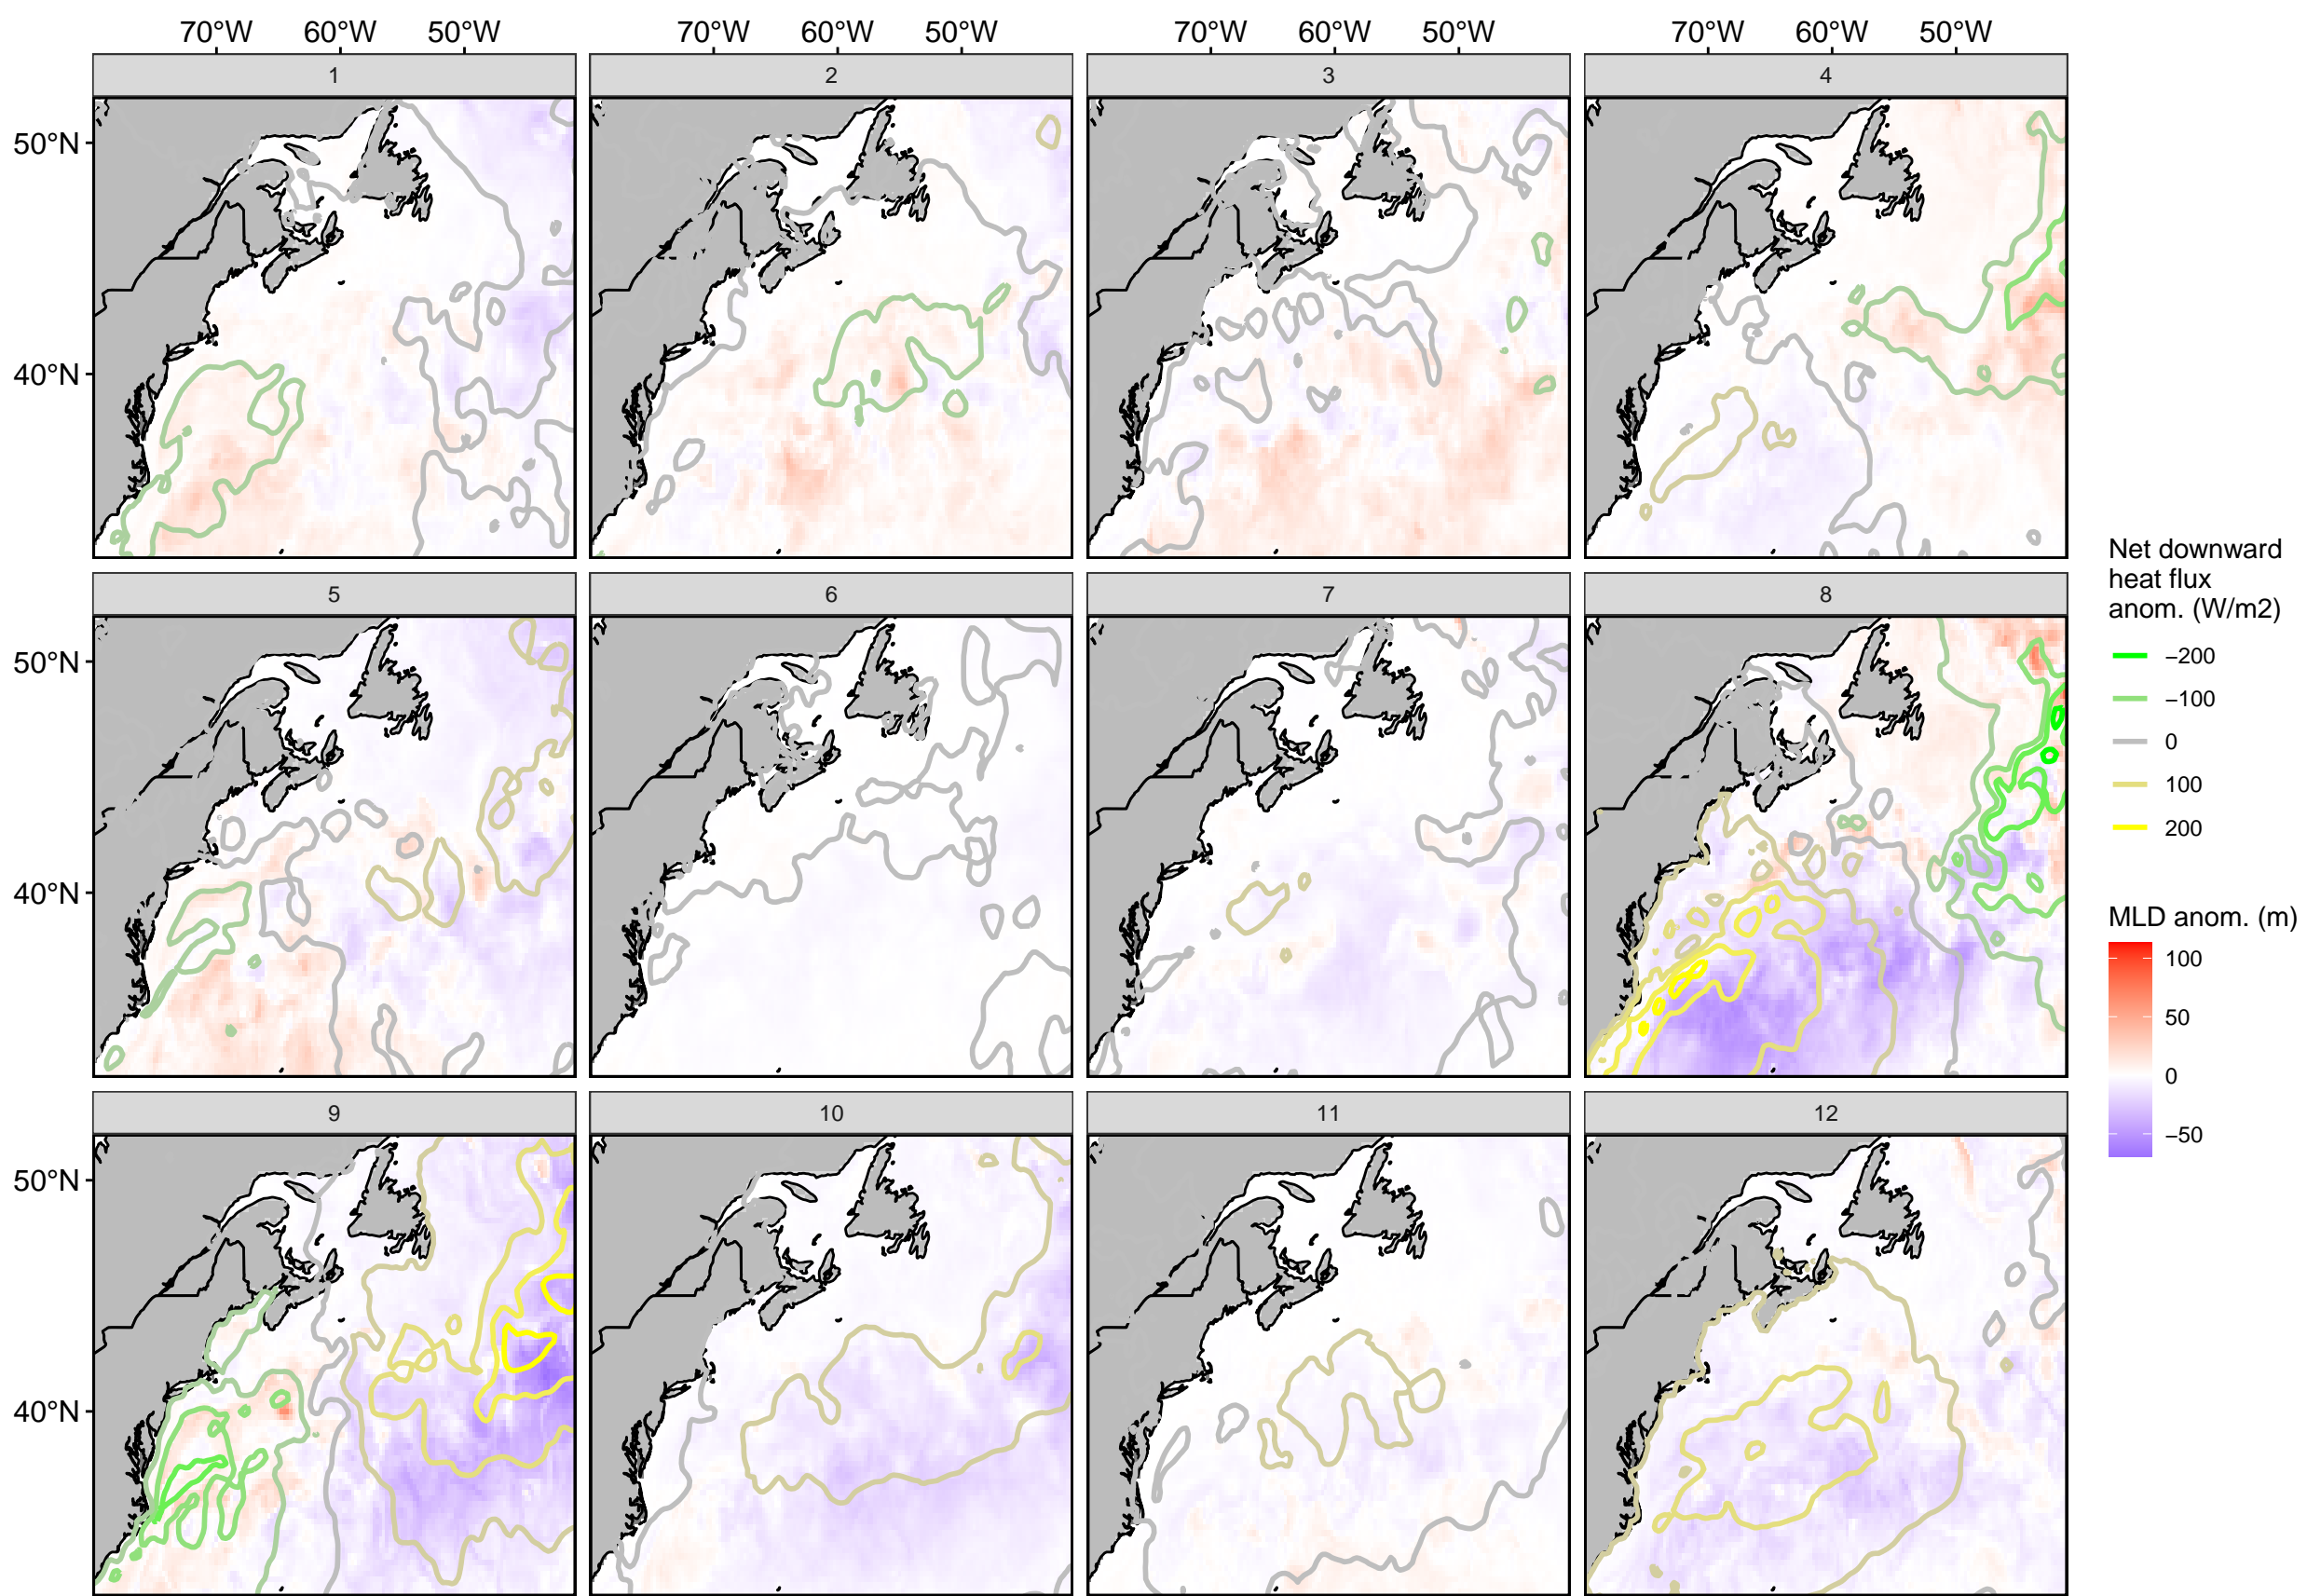 70°W 60°W 50°W 70°W 60°W 50°W 70°W 60°W 50°W 70°W 60°W 50°W
1 2 3 4
50°N
40°N
5 6 7 8
50°N
40°N
9 10 11 12
50°N
40°N
Net downward
heat flux
anom. (W/m2)
−200
−100
0
100
200
MLD anom. (m)
100
50
0
−50